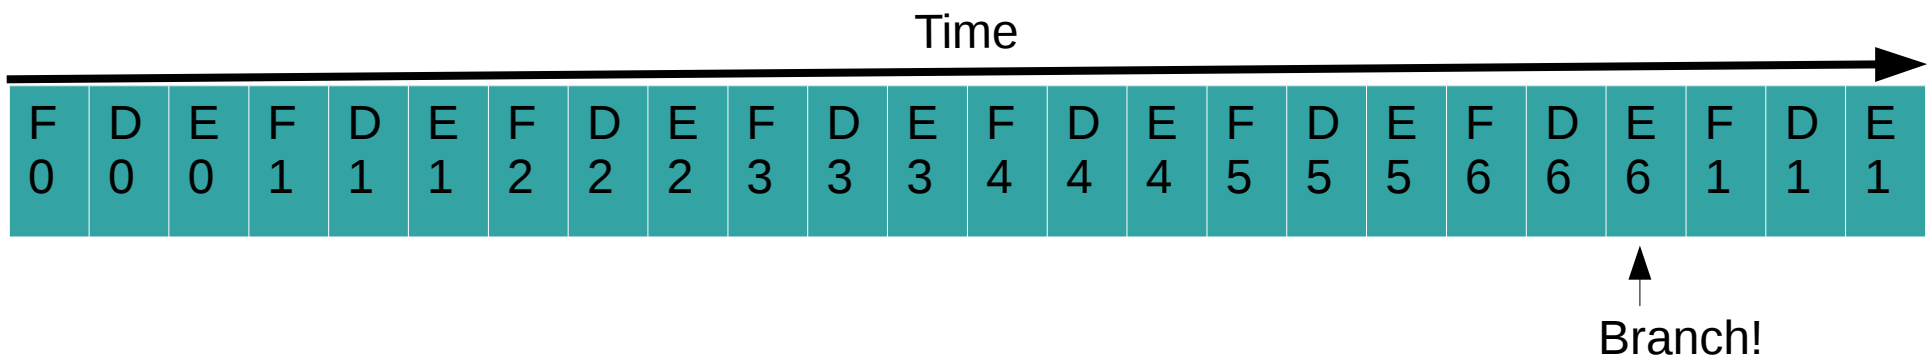 Time
F D E F D E F D E F D E F D E F D E F D E F D E
0 0 0 1 1 1 2 2 2 3 3 3 4 4 4 5 5 5 6 6 6 1 1 1
Branch!